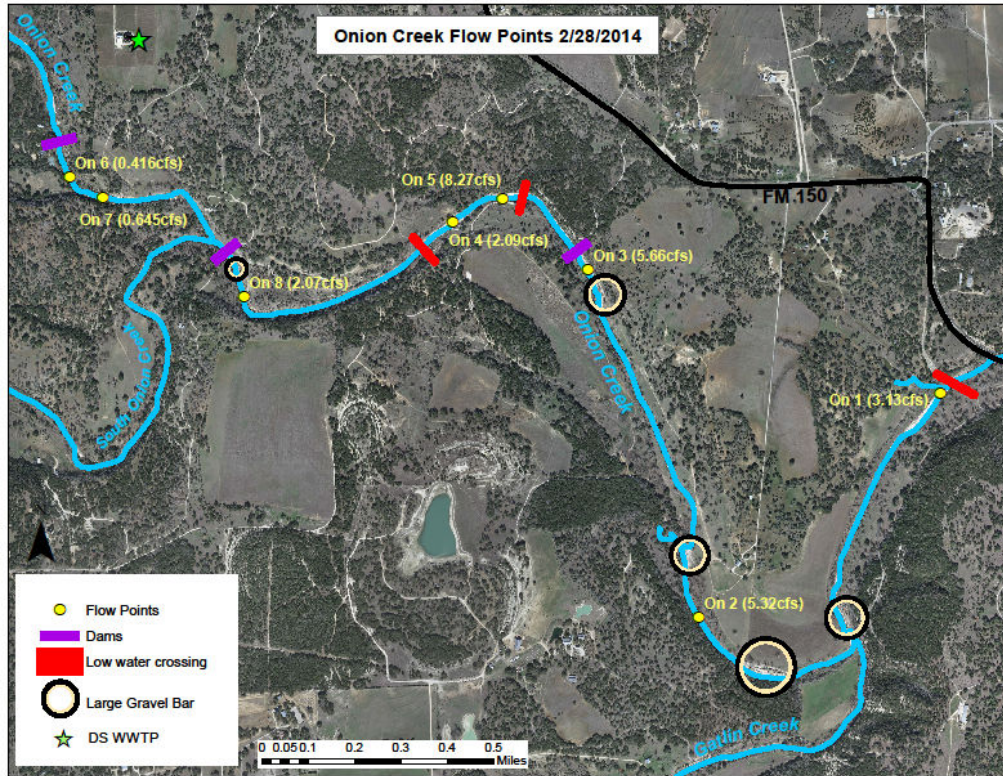 Onion Creek Flow Points 2/28/2014
Onion Creek
On 6 (0.416cfs)
On 7 (0.645cfs)
On 5 (8.27cfs)
On 4 (2.09cfs)
On 3 (5.66cfs)
FM 150
On 8 (2.07cfs)
Onion Creek
South Onion Creek
On 1 (3.13cfs)
On 2 (5.32cfs)
Gatlin Creek
Flow Points
Dams
Low water crossing
Large Gravel Bar
DS WWTP
0 0.05 0.1 0.2 0.3 0.4 0.5
Miles